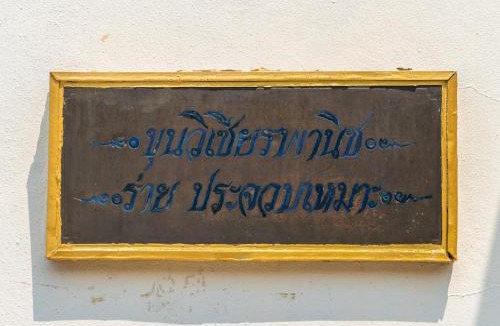 ขุนวิเชียรพานิช
ร่าย ประจวบเหมาะ